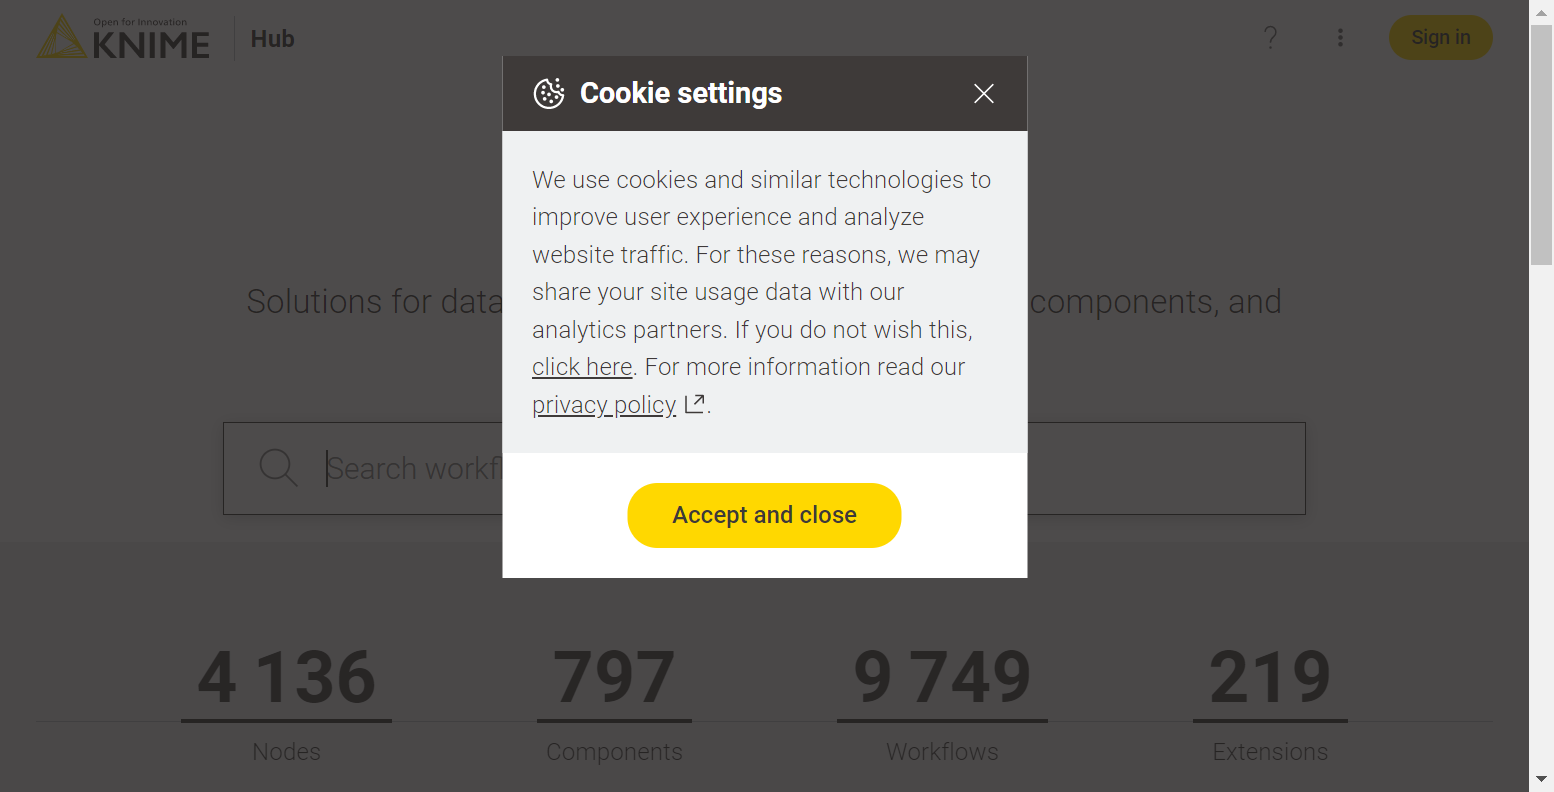 Open for Innovation
KNIME
Hub
?
Sign in
Cookie settings
We use cookies and similar technologies to
improve user experience and analyze
website traffic. For these reasons, we may
share your site usage data with our
analytics partners. If you do not wish this,
click here. For more information read our
privacy policy.
Accept and close
Solutions for data
components, and
Search workf
4 136
797
9 749
219
Nodes
Components
Workflows
Extensions